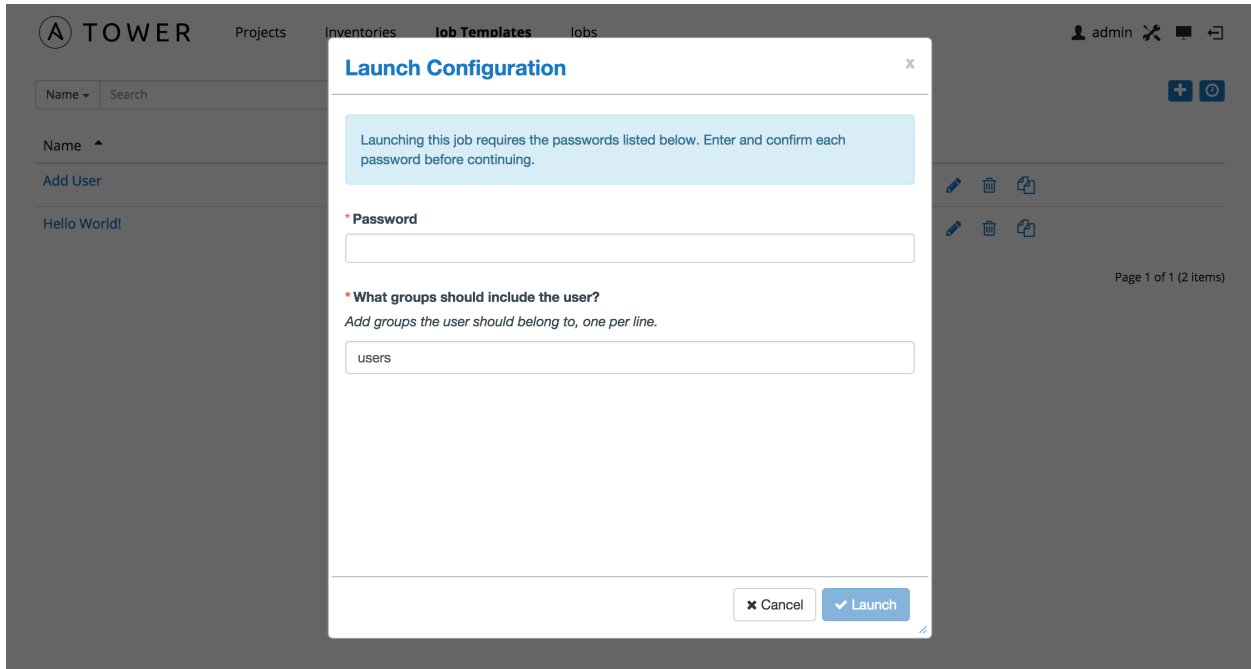 A TOWER Projects Inventories Job Templates Jobs admin
Name Search
Name
Add User
Hello World!
Page 1 of 1 (2 items)
Launch Configuration x
Launching this job requires the passwords listed below. Enter and confirm each
password before continuing.
* Password
* What groups should include the user?
Add groups the user should belong to, one per line.
users
Cancel Launch